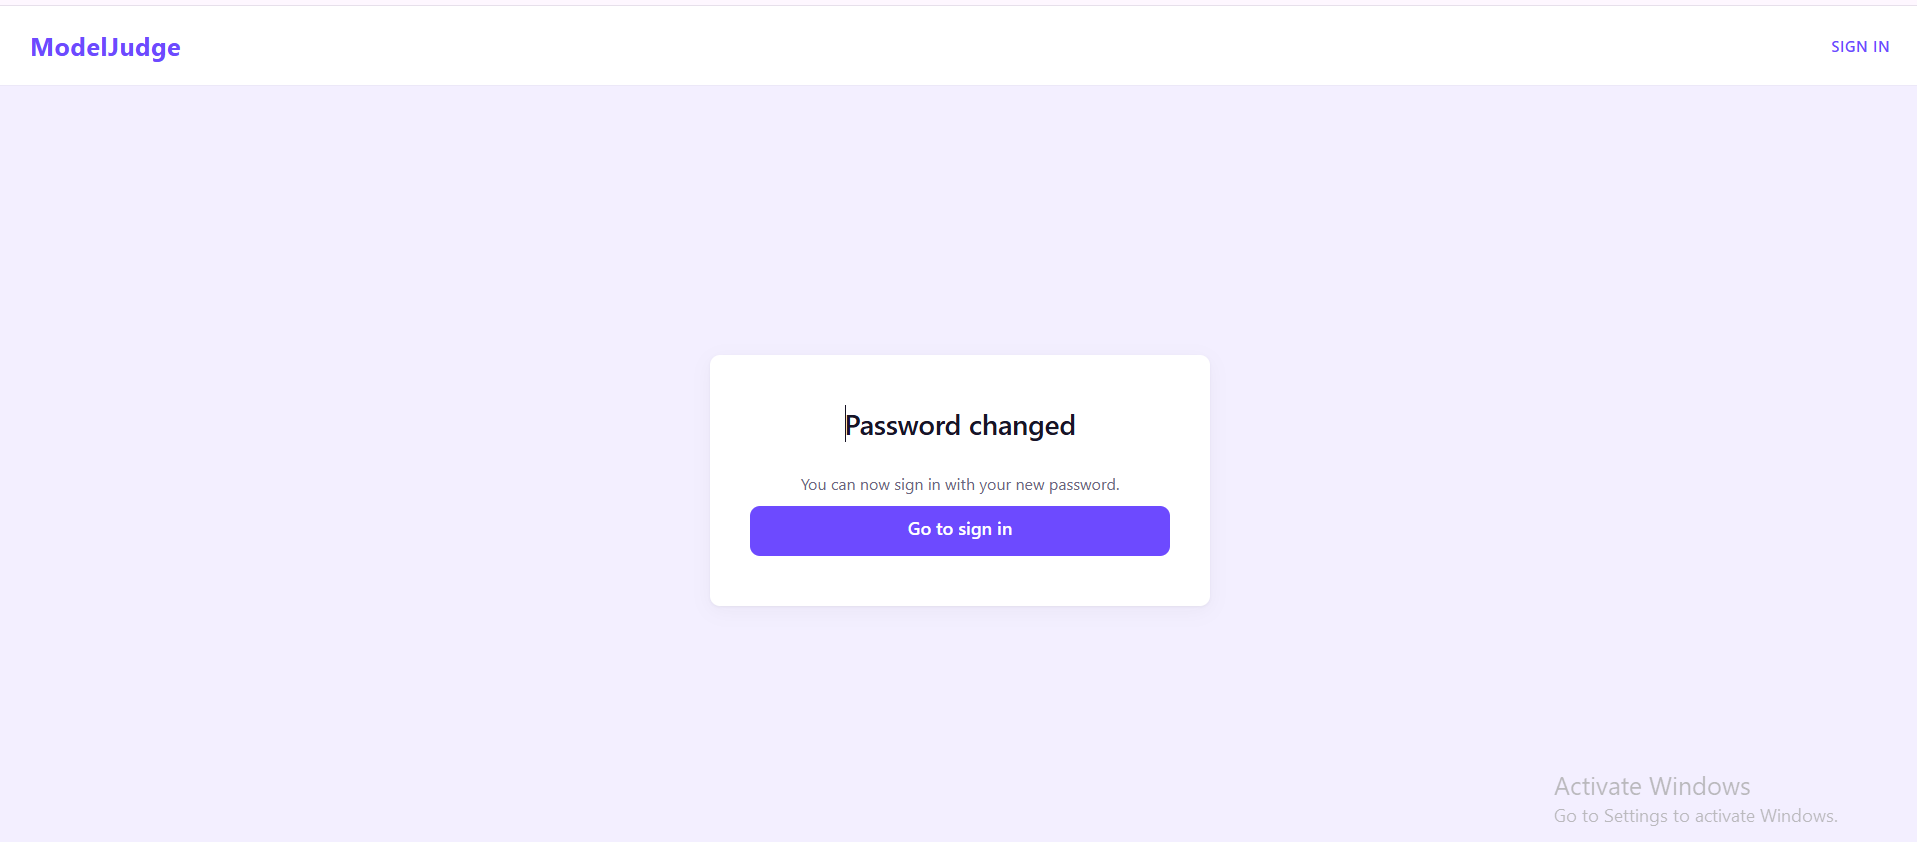 ModelJudge
SIGN IN
Password changed
You can now sign in with your new password.
Go to sign in
Activate Windows
Go to Settings to activate Windows.